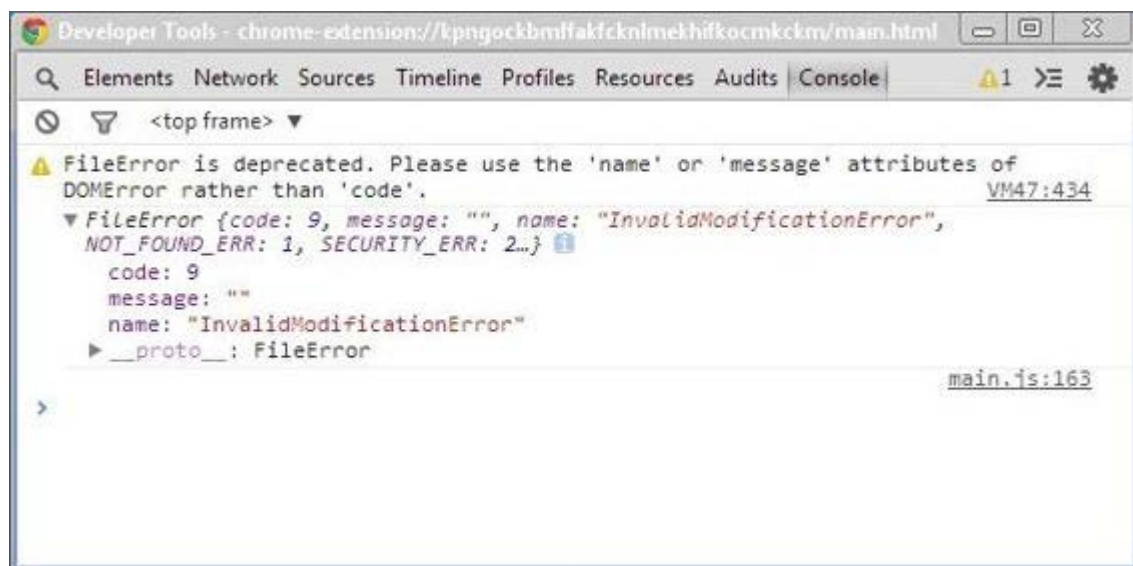 Developer Tools - chrome-extension://kpngockbmffakfcknlmekhifkocmkckm/main.html
Elements Network Sources Timeline Profiles Resources Audits Console 1
<top frame> ▼
FileError is deprecated. Please use the 'name' or 'message' attributes of
DOMError rather than 'code'. VM47:434
▼ FileError {code: 9, message: "", name: "InvalidModificationError",
NOT_FOUND_ERR: 1, SECURITY_ERR: 2…}
code: 9
message: ""
name: "InvalidModificationError"
▶ __proto__: FileError
main.js:163
>